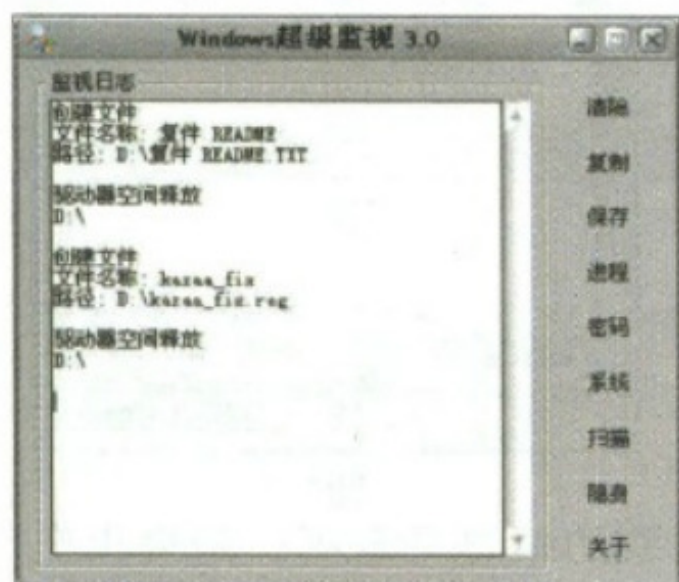 Windows超级监视 3.0
监视日志
创建文件
文件名称: 复件 README
路径: D:\复件 README.TXT
驱动器空间释放
D:\
创建文件
文件名称: kazaa_fix
路径: D:\kazaa_fix.reg
驱动器空间释放
D:\
清除
复制
保存
进程
密码
系统
扫描
隐身
关于